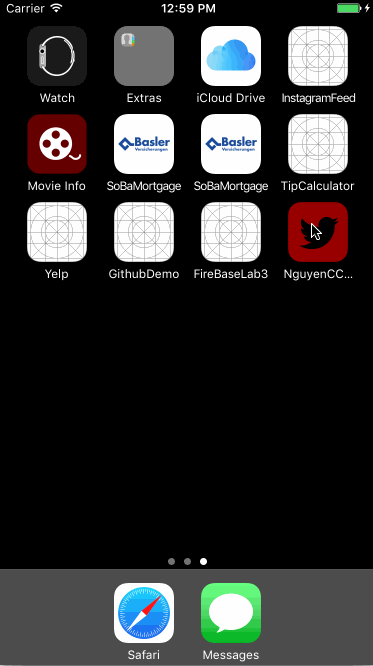 Carrier 12:59 PM
Watch Extras iCloud Drive InstagramFeed
Basler Basler
Versicherungen Versicherungen
Movie Info SoBaMortgage SoBaMortgage TipCalculator
Yelp GithubDemo FireBaseLab3 NguyenCC...
Safari Messages